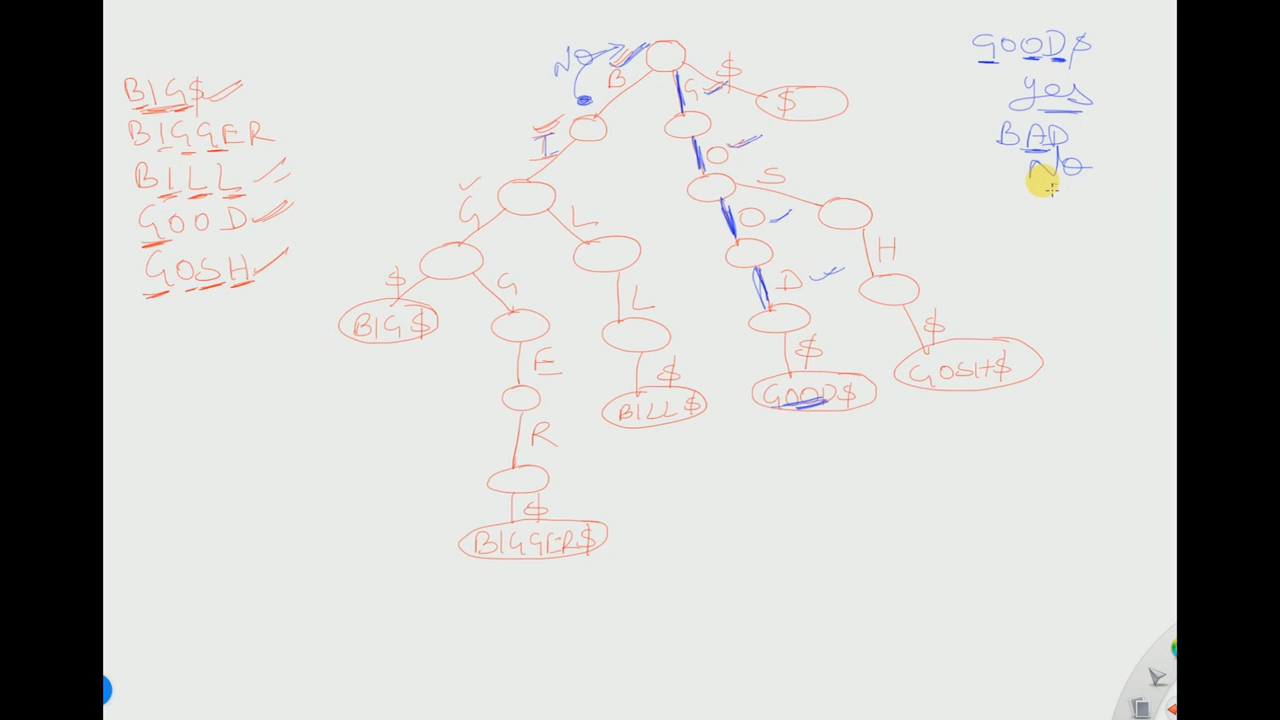 BIG$
BIGGER
BILL
GOOD
GOSH
NO
B
G
$
$
I
O
G
L
O
S
$
G
L
D
H
BIG$
E
$
$
$
BILL$
GOOD$
GOSH$
R
$
BIGGER$
GOOD$
yes
BAD
NO